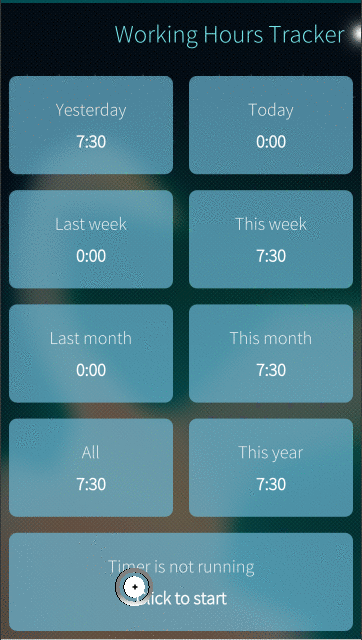 Working Hours Tracker
Yesterday
7:30
Today
0:00
Last week
0:00
This week
7:30
Last month
0:00
This month
7:30
All
7:30
This year
7:30
Timer is not running
Click to start